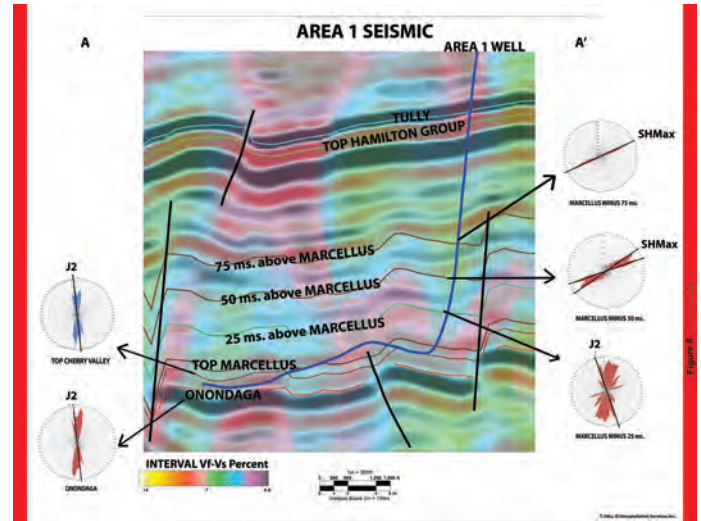 AREA 1 SEISMIC
A
AREA 1 WELL
A'
TULLY
TOP HAMILTON GROUP
SHMax
MARCELLUS MINUS 75 ms.
75 ms. above MARCELLUS
SHMax
50 ms. above MARCELLUS
MARCELLUS MINUS 50 ms.
J2
25 ms. above MARCELLUS
TOP CHERRY VALLEY
TOP MARCELLUS
J2
ONONDAGA
MARCELLUS MINUS 25 ms.
J2
ONONDAGA
INTERVAL Vf-Vs Percent
Figure 8